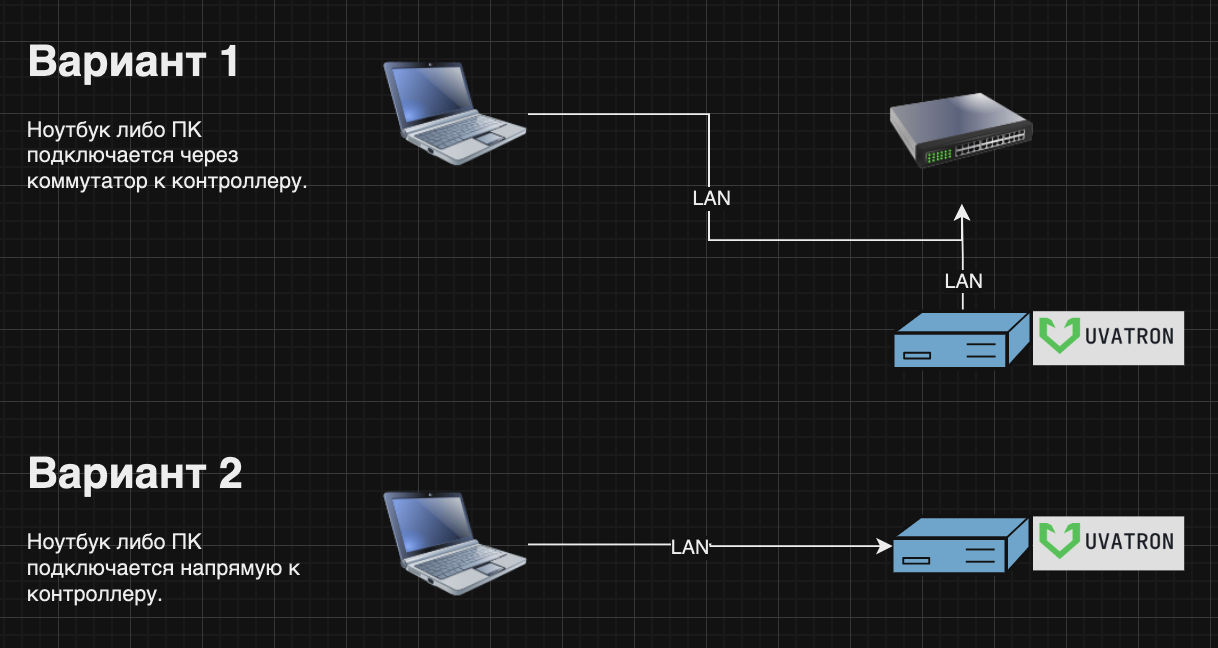 Вариант 1
Ноутбук либо ПК
подключается через
коммутатор к контроллеру.
LAN
LAN
UVATRON
Вариант 2
Ноутбук либо ПК
подключается напрямую к
контроллеру.
LAN
UVATRON